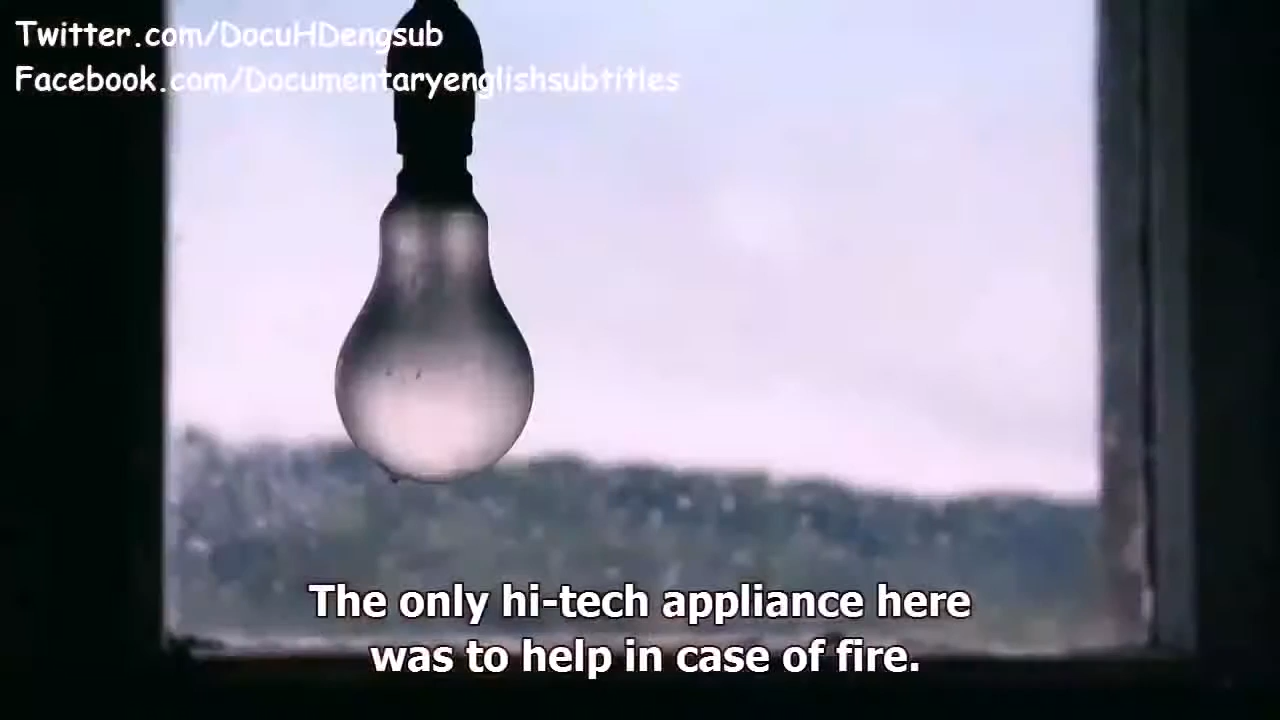 Twitter.com/DocuHDengsub
Facebook.com/Documentaryenglishsubtitles
The only hi-tech appliance here
was to help in case of fire.